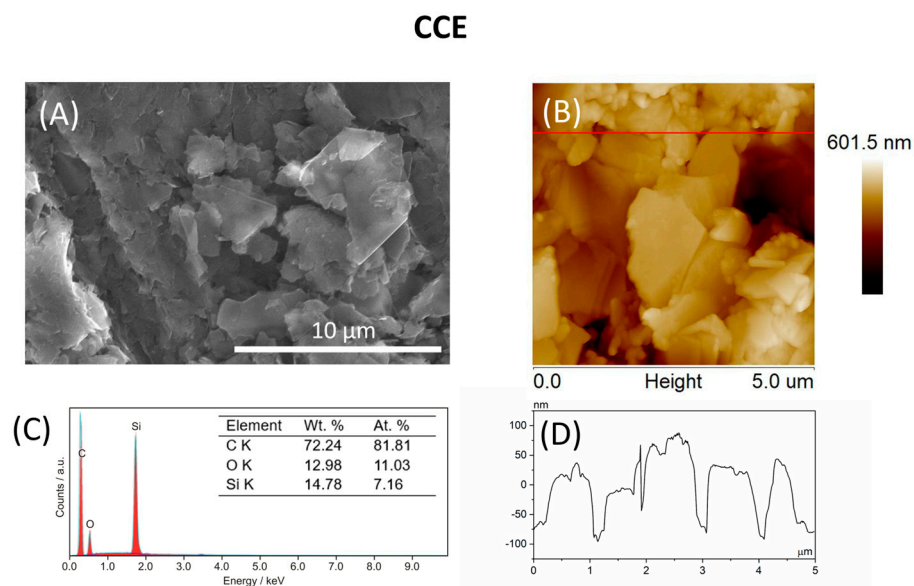 CCE
(A)
10 µm
(B)
601.5 nm
0.0 Height 5.0 um
(C)
Counts / a.u.
C
O
Si
Element Wt. % At. %
C K 72.24 81.81
O K 12.98 11.03
Si K 14.78 7.16
0.0 1.0 2.0 3.0 4.0 5.0 6.0 7.0 8.0 9.0
Energy / keV
(D)
nm
100
50
0
-50
-100
0 1 2 3 4 5
µm